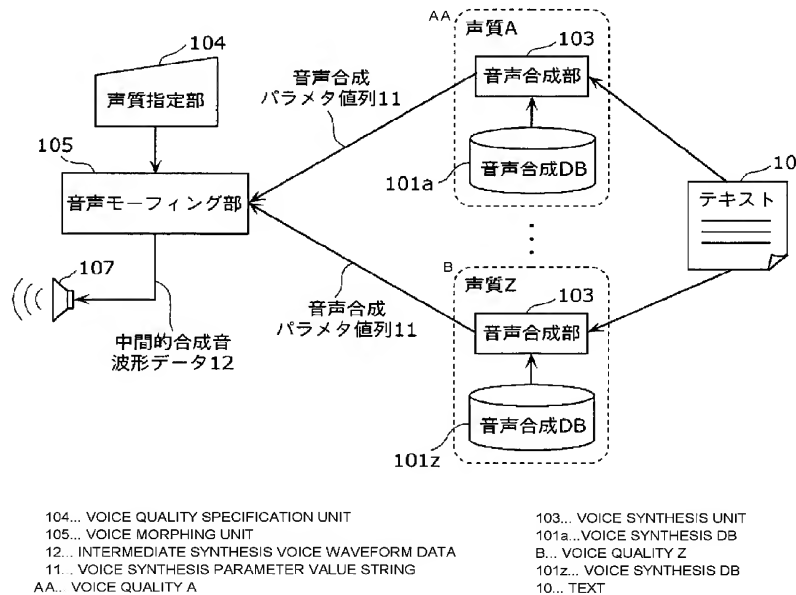 104
声質指定部
105
音声モーフィング部
107
中間的合成音
波形データ12
音声合成
パラメタ値列11
音声合成
パラメタ値列11
AA
声質A
103
音声合成部
音声合成DB
101a
B
声質Z
103
音声合成部
音声合成DB
101z
10
テキスト
104... VOICE QUALITY SPECIFICATION UNIT
105... VOICE MORPHING UNIT
12... INTERMEDIATE SYNTHESIS VOICE WAVEFORM DATA
11... VOICE SYNTHESIS PARAMETER VALUE STRING
AA... VOICE QUALITY A
103... VOICE SYNTHESIS UNIT
101a...VOICE SYNTHESIS DB
B... VOICE QUALITY Z
101z... VOICE SYNTHESIS DB
10... TEXT